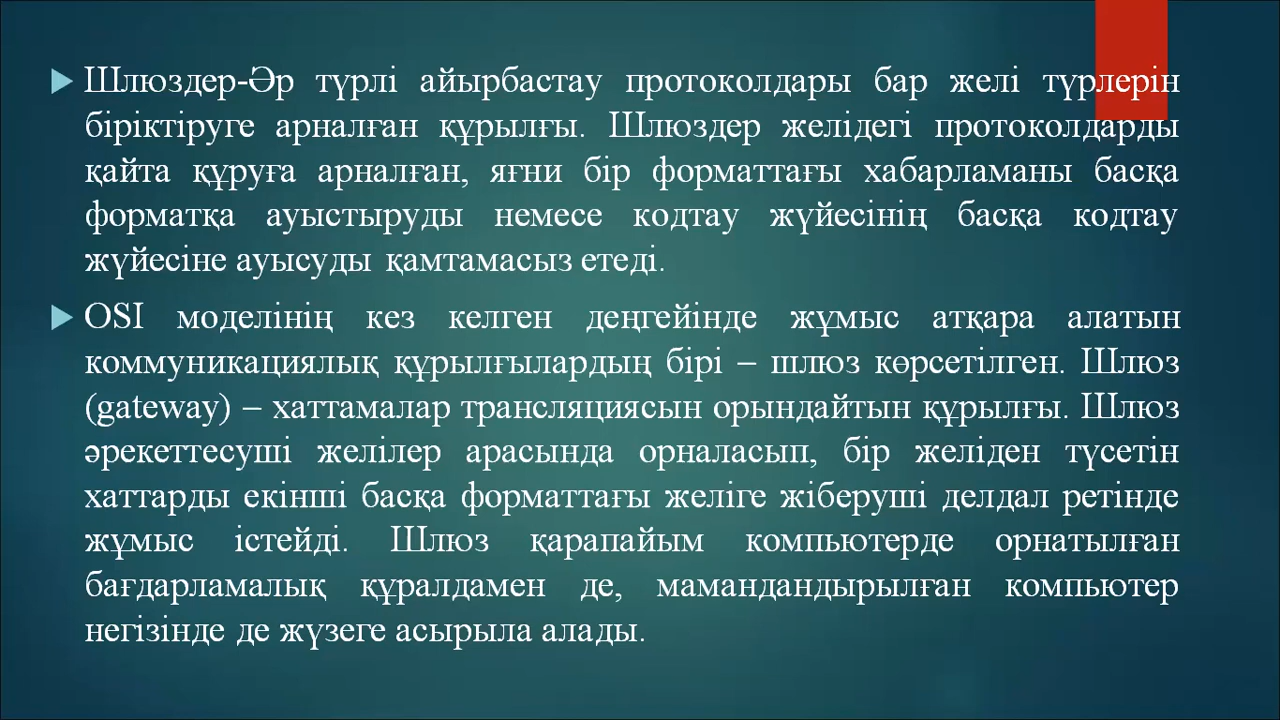 Шлюздер-Әр түрлі айырбастау протоколдары бар желі түрлерін
біріктіруге арналған құрылғы. Шлюздер желідегі протоколдарды
қайта құруға арналған, яғни бір форматтағы хабарламаны басқа
форматқа ауыстыруды немесе кодтау жүйесінің басқа кодтау
жүйесіне ауысуды қамтамасыз етеді.
OSI моделінің кез келген деңгейінде жұмыс атқара алатын
коммуникациялық құрылғылардың бірі – шлюз көрсетілген. Шлюз
(gateway) – хаттамалар трансляциясын орындайтын құрылғы. Шлюз
әрекеттесуші желілер арасында орналасып, бір желіден түсетін
хаттарды екінші басқа форматтағы желіге жіберуші делдал ретінде
жұмыс істейді. Шлюз қарапайым компьютерде орнатылған
бағдарламалық құралдамен де, мамандандырылған компьютер
негізінде де жүзеге асырыла алады.